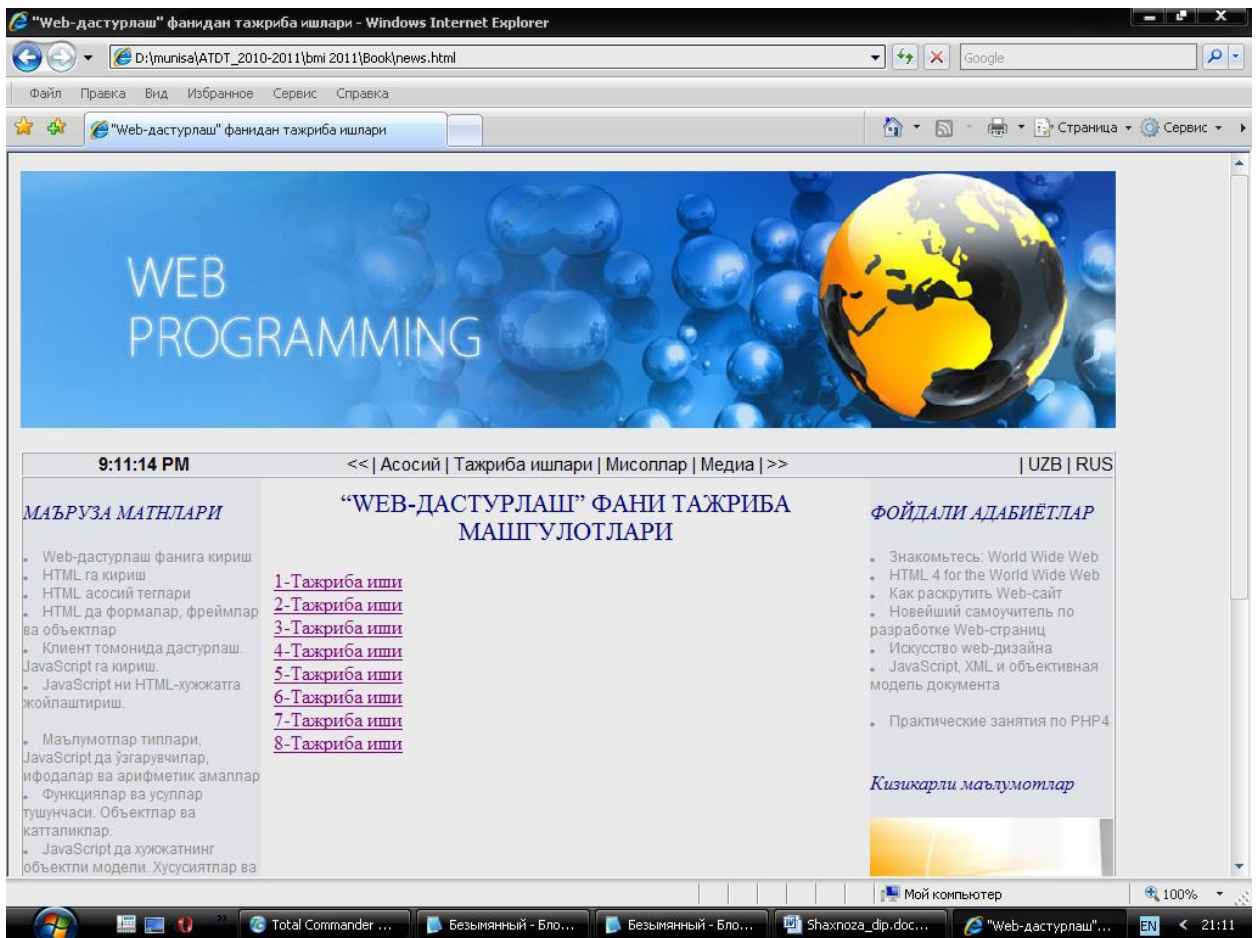 "Web-дастурлаш" фанидан тажриба ишлари - Windows Internet Explorer
D:\munisa\ATDT_2010-2011\bmi 2011\Book\news.html
Google
Файл Правка Вид Избранное Сервис Справка
"Web-дастурлаш" фанидан тажриба ишлари
Страница
Сервис
WEB
PROGRAMMING
9:11:14 PM
<< | Асосий | Тажриба ишлари | Мисоллар | Медиа | >>
| UZB | RUS
МАЪРУЗА МАТНЛАРИ
Web-дастурлаш фанига кириш
HTML га кириш
HTML асосий теглари
HTML да формалар, фреймлар
ва объектлар
Клиент томонида дастурлаш.
JavaScript га кириш.
JavaScript ни HTML-хужжатга
жойлаштириш.
Маълумотлар типлари,
JavaScript да ўзгарувчилар,
ифодалар ва арифметик амаллар
Функциялар ва усуллар
тушунчаси. Объектлар ва
катталиклар.
JavaScript да хужжатнинг
объектли модели. Хусусиятлар ва
“WEB-ДАСТУРЛАШ” ФАНИ ТАЖРИБА
МАШГУЛОТЛАРИ
1-Тажриба иши
2-Тажриба иши
3-Тажриба иши
4-Тажриба иши
5-Тажриба иши
6-Тажриба иши
7-Тажриба иши
8-Тажриба иши
ФОЙДАЛИ АДАБИЁТЛАР
Знакомьтесь: World Wide Web
HTML 4 for the World Wide Web
Как раскрутить Web-сайт
Новейший самоучитель по
разработке Web-страниц
Искусство web-дизайна
JavaScript, XML и объективная
модель документа
Практические занятия по PHP4
Кизикарли маълумотлар
Мой компьютер
100%
Total Commander ...
Безымянный - Бло...
Безымянный - Бло...
Shaxnoza_dip.doc...
"Web-дастурлаш"...
EN
21:11